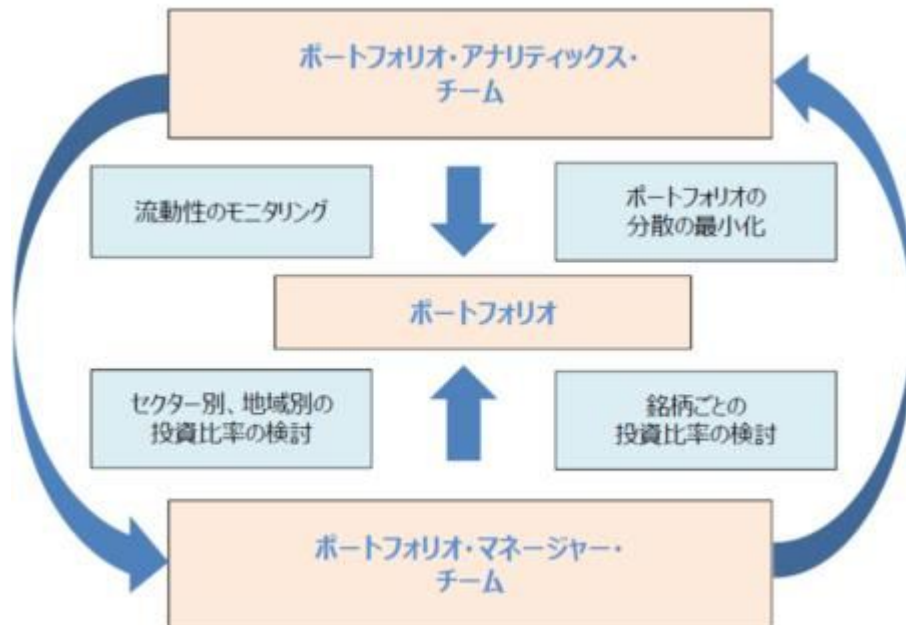 ポートフォリオ・アナリティックス・
チーム
流動性のモニタリング
ポートフォリオの
分散の最小化
ポートフォリオ
セクター別、地域別の
投資比率の検討
銘柄ごとの
投資比率の検討
ポートフォリオ・マネージャー・
チーム